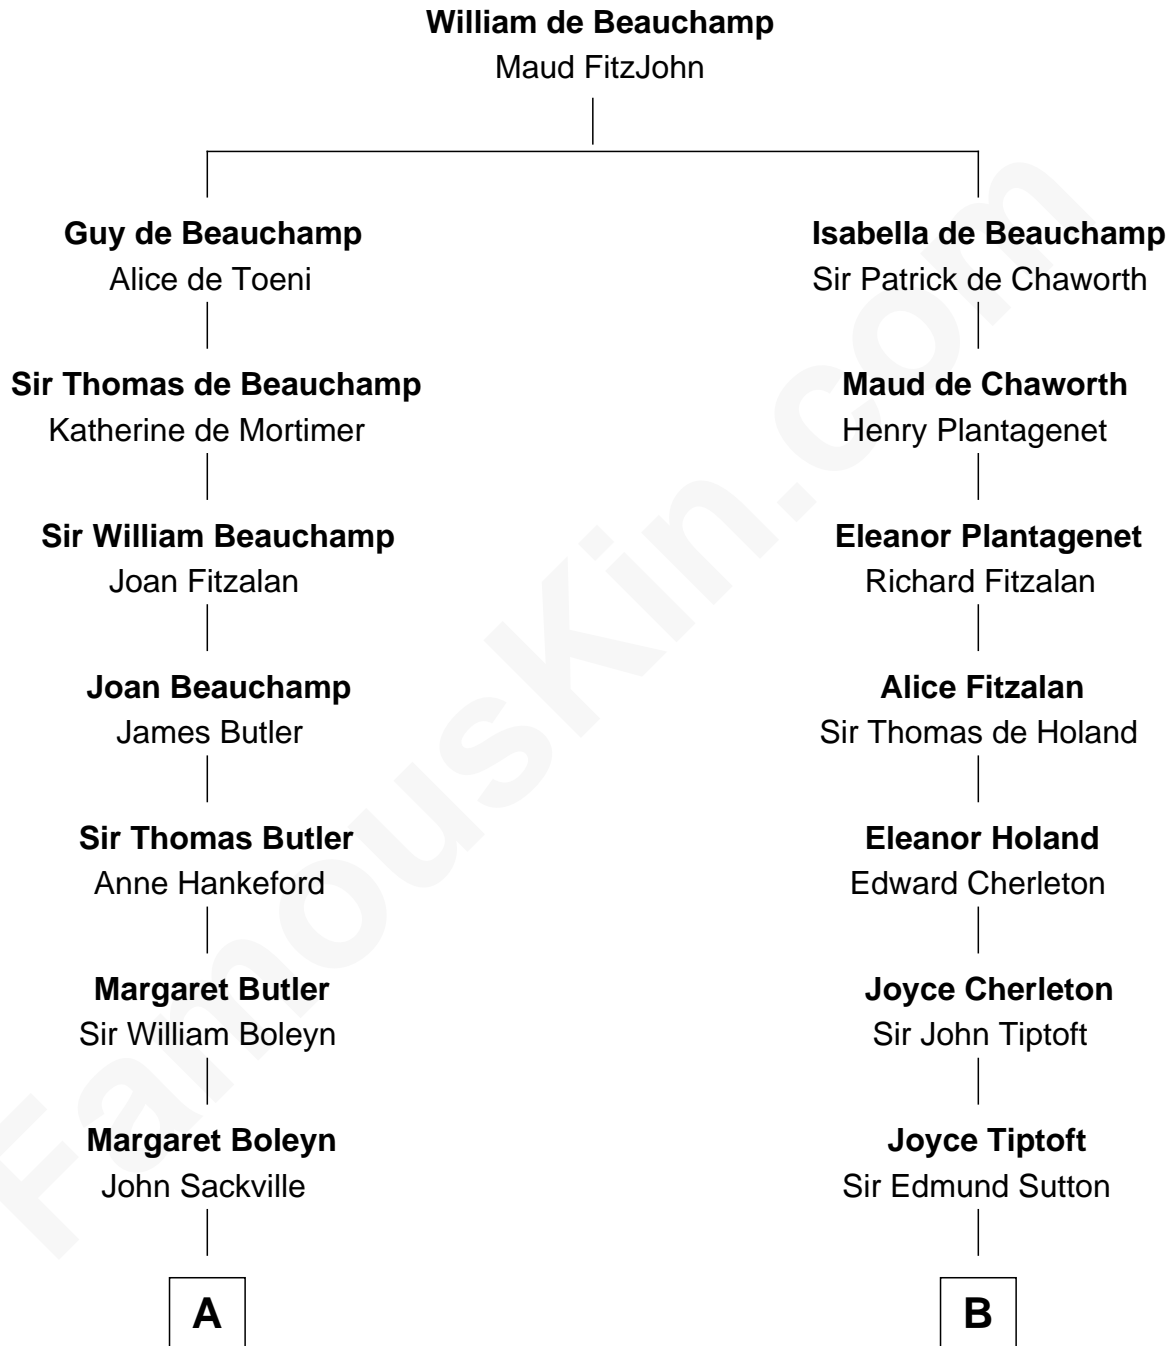 William de Beauchamp
Maud FitzJohn
Guy de Beauchamp
Alice de Toeni
Sir Thomas de Beauchamp
Katherine de Mortimer
Sir William Beauchamp
Joan Fitzalan
Joan Beauchamp
James Butler
Sir Thomas Butler
Anne Hankeford
Margaret Butler
Sir William Boleyn
Margaret Boleyn
John Sackville
A
Isabella de Beauchamp
Sir Patrick de Chaworth
Maud de Chaworth
Henry Plantagenet
Eleanor Plantagenet
Richard Fitzalan
Alice Fitzalan
Sir Thomas de Holand
Eleanor Holand
Edward Cherleton
Joyce Cherleton
Sir John Tiptoft
Joyce Tiptoft
Sir Edmund Sutton
B
FamousKin.com